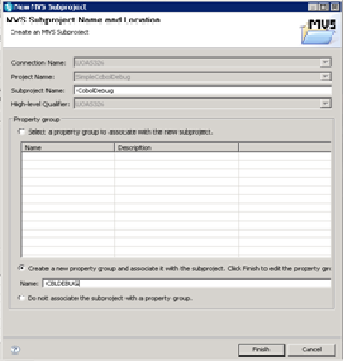 New MVS Subproject
MVS Subproject Name and Location
Create an MVS Subproject
MVS
Connection Name:
Project Name: SimpleCobolDebug
Subproject Name: CobolDebug
High-level Qualifier:
Property group
Select a property group to associate with the new subproject.
Name Description
Create a new property group and associate it with the subproject. Click Finish to edit the property gro
Name: CBLDEBUG
Do not associate the subproject with a property group.
Finish Cancel